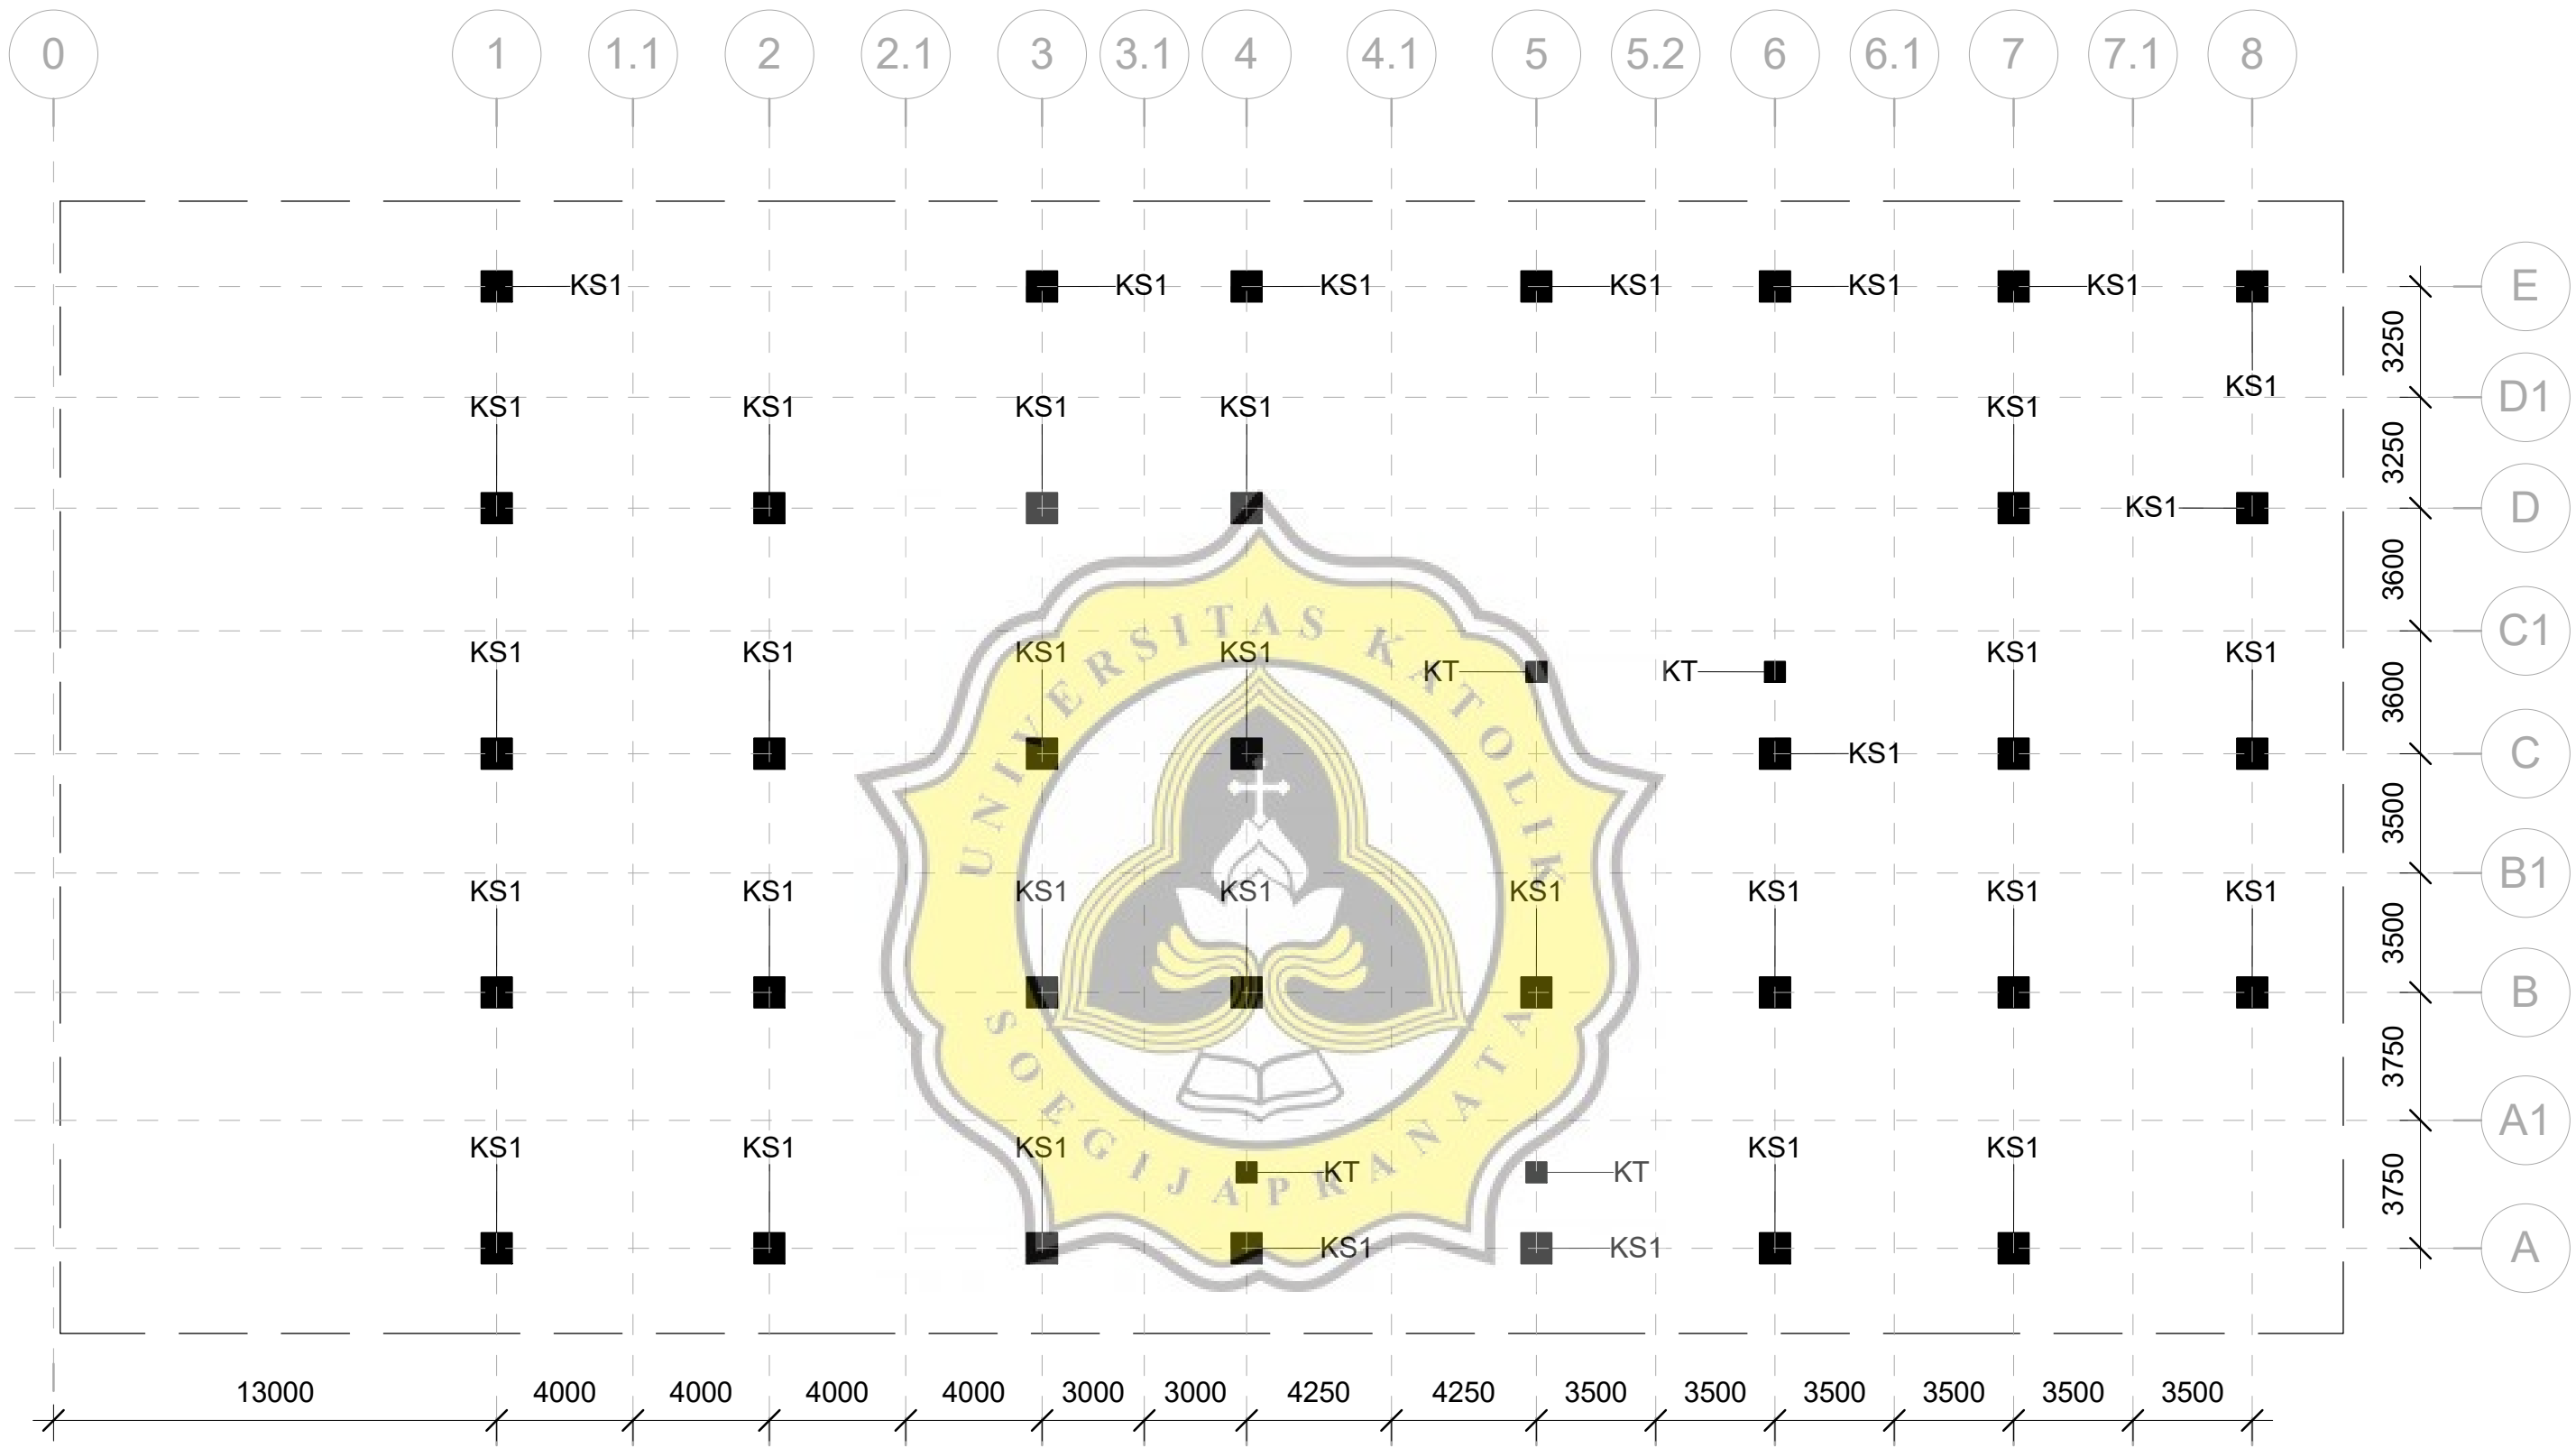 0 1 1.1 2 2.1 3 3.1 4 4.1 5 5.2 6 6.1 7 7.1 8
KS1 KS1 KS1 KS1 KS1 KS1 E
3250
KS1
KS1 KS1 KS1 KS1 KS1 D1
3250
KS1 D
3600
UNIVERSITAS KATOLIK
C1
KS1 KS1 KS1 KS1 KS1 KS1
KT KT
3600
KS1 C
3500
B1
KS1 KS1 KS1 KS1 KS1 KS1 KS1 KS1
3500
B
3750
SOEGIJAPRANATA
A1
KS1 KS1 KS1 KS1 KS1
KT KT
3750
KS1 KS1 A
13000 4000 4000 4000 4000 3000 3000 4250 4250 3500 3500 3500 3500 3500 3500